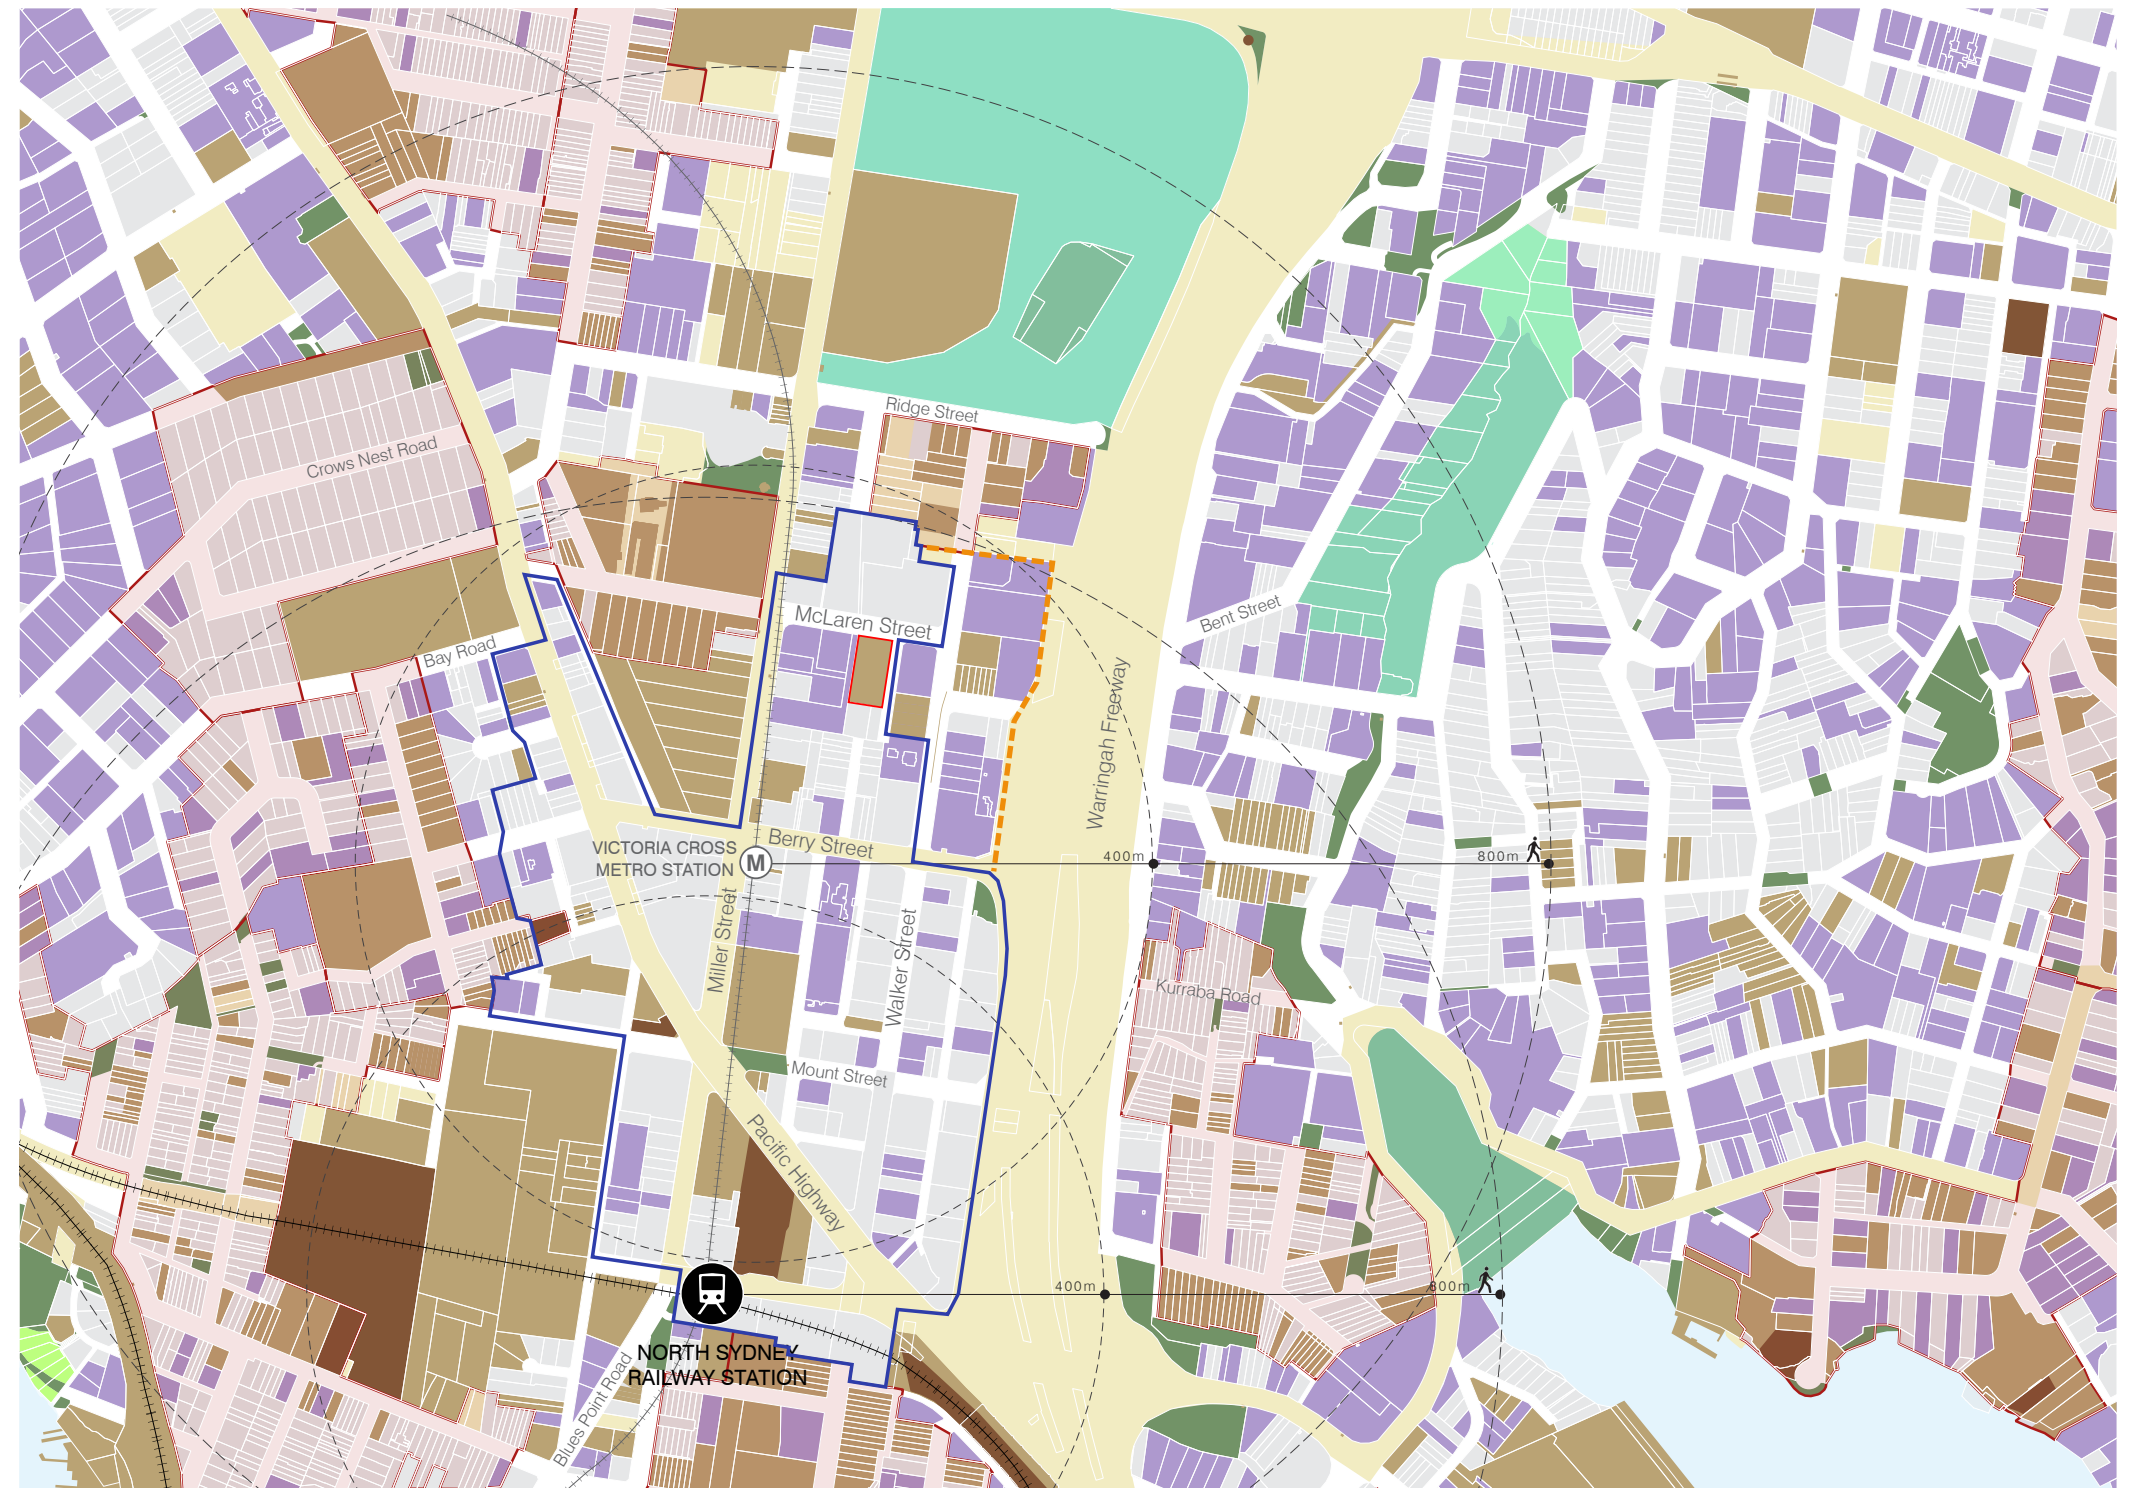 Ridge Street
Crows Nest Road
McLaren Street
Bent Street
Bay Road
Warringah Freeway
VICTORIA CROSS
METRO STATION
M
Berry Street
400m
800m
Miller Street
Walker Street
Kurraba Road
Mount Street
Pacific Highway
400m
800m
NORTH SYDNEY
RAILWAY STATION
Blues Point Road